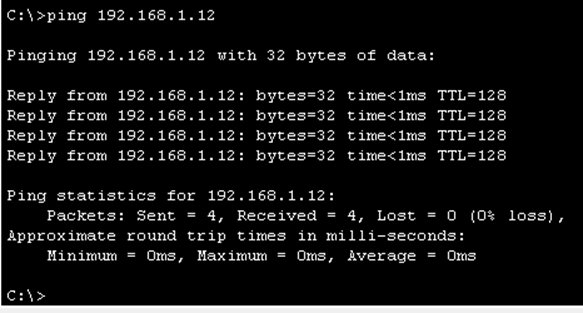 C:\>ping 192.168.1.12
Pinging 192.168.1.12 with 32 bytes of data:
Reply from 192.168.1.12: bytes=32 time<1ms TTL=128
Reply from 192.168.1.12: bytes=32 time<1ms TTL=128
Reply from 192.168.1.12: bytes=32 time<1ms TTL=128
Reply from 192.168.1.12: bytes=32 time<1ms TTL=128
Ping statistics for 192.168.1.12:
    Packets: Sent = 4, Received = 4, Lost = 0 (0% loss),
Approximate round trip times in milli-seconds:
    Minimum = 0ms, Maximum = 0ms, Average = 0ms
C:\>